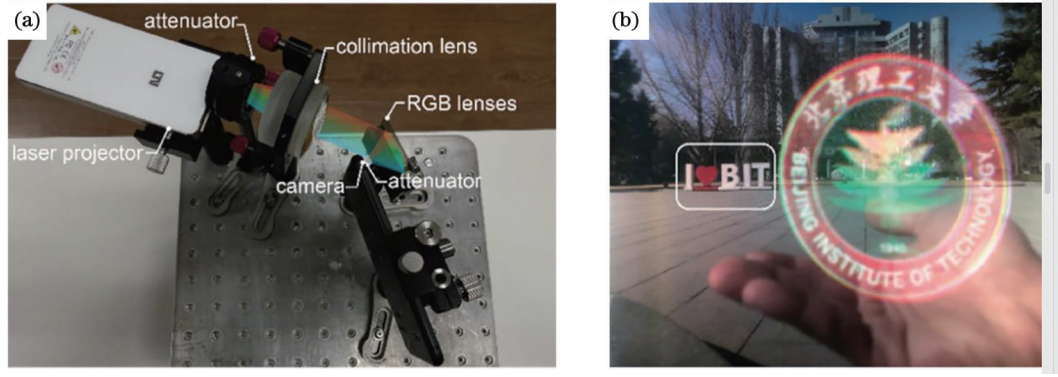 (a)
attenuator
collimation lens
RGB lenses
laser projector
camera
attenuator
(b)
I BIT
北京理工大学
BEIJING INSTITUTE OF TECHNOLOGY
1940